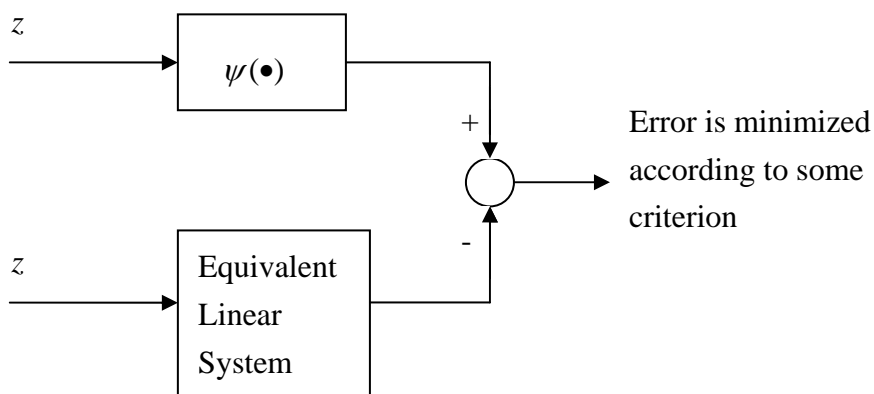 z
ψ(•)
+
Error is minimized
according to some
criterion
-
z
Equivalent
Linear
System